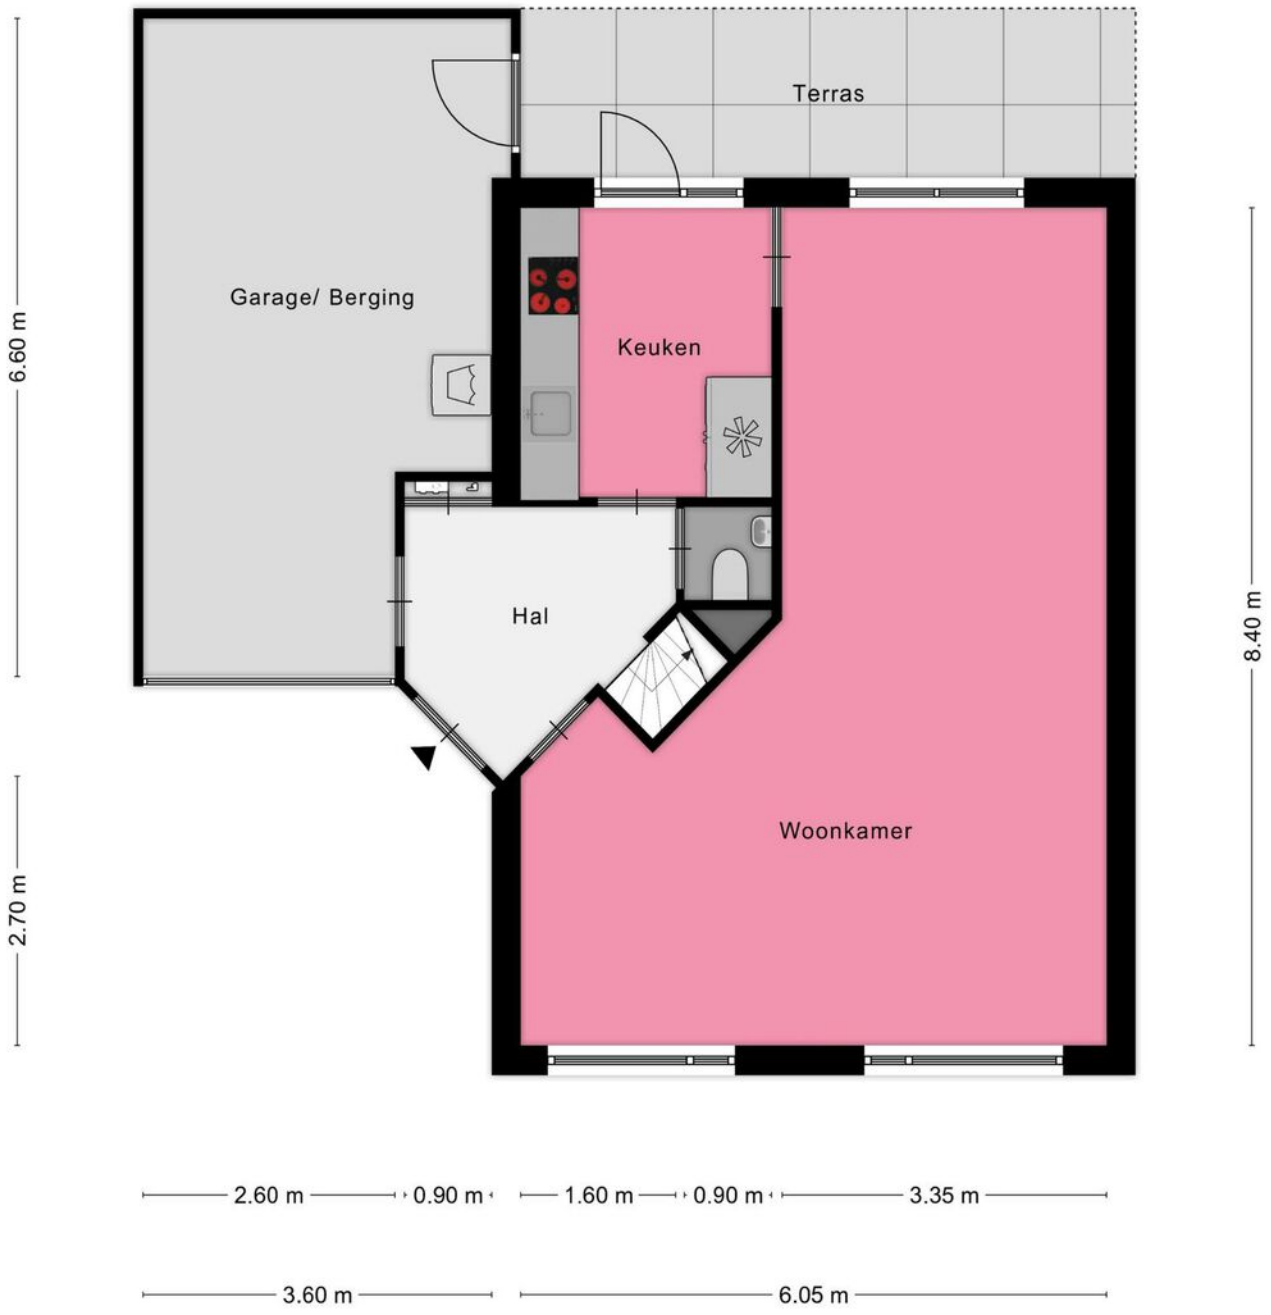 Terras
Garage/ Berging
Keuken
6.60 m
Hal
8.40 m
Woonkamer
2.70 m
2.60 m
0.90 m
1.60 m
0.90 m
3.35 m
3.60 m
6.05 m